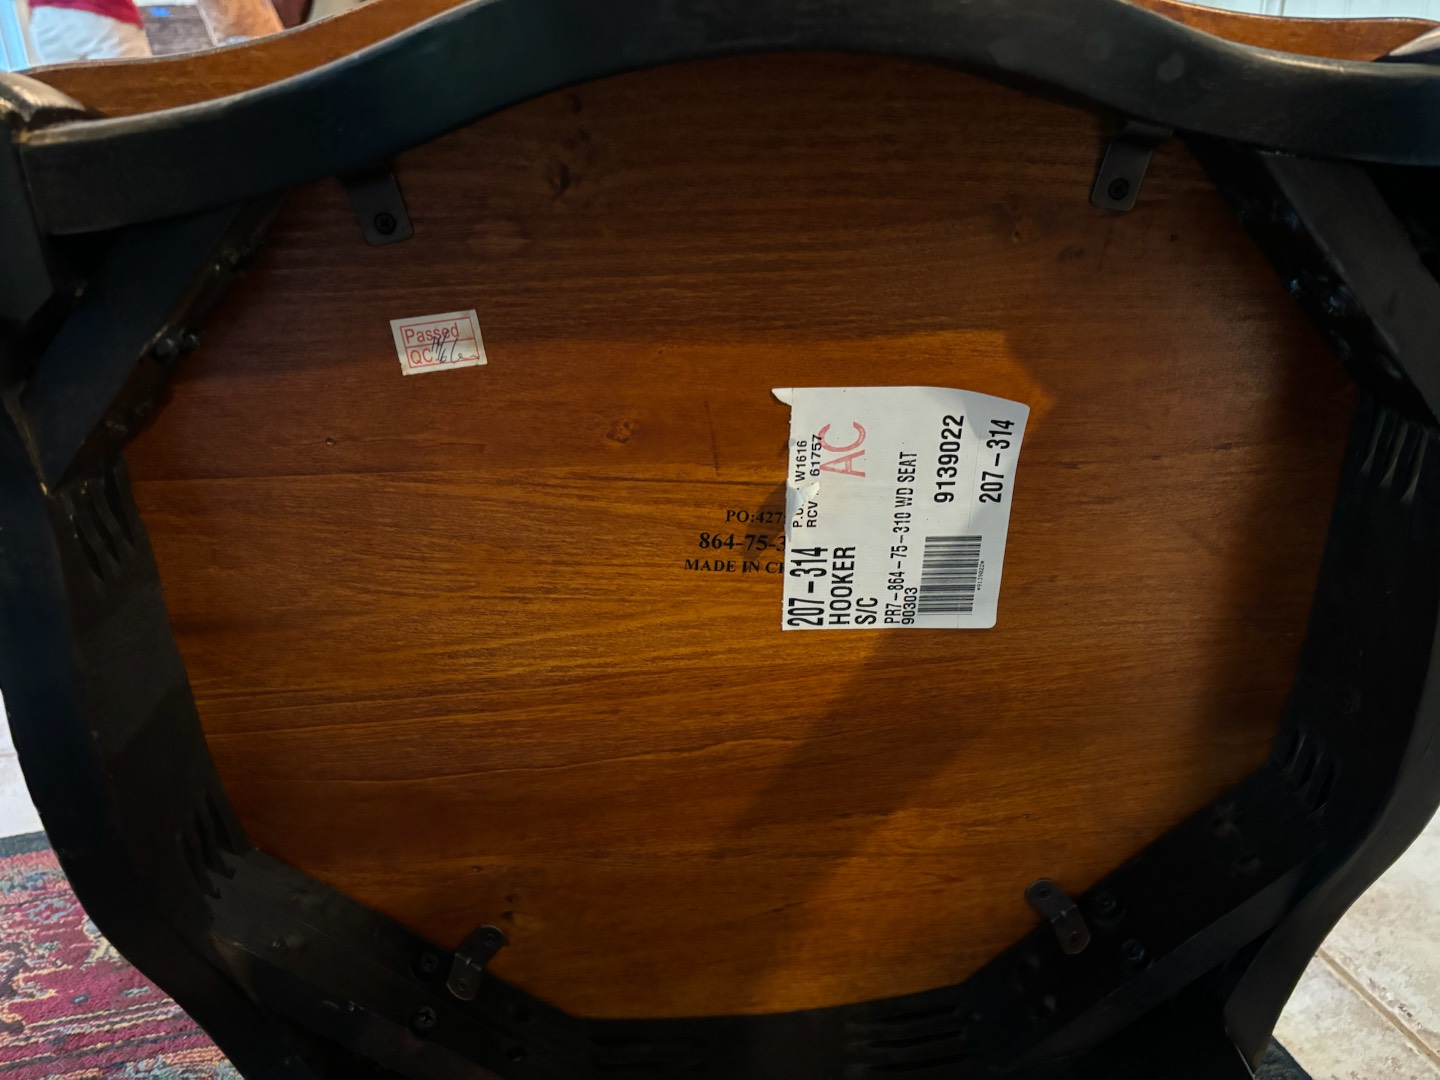 Passed
QC
PO:427
864-75-3
MADE IN C
207-314
HOOKER
S/C
PR7-864-75-310 WD SEAT
90303
W1616
RCV 61757
AC
9139022
207-314
*9139022*